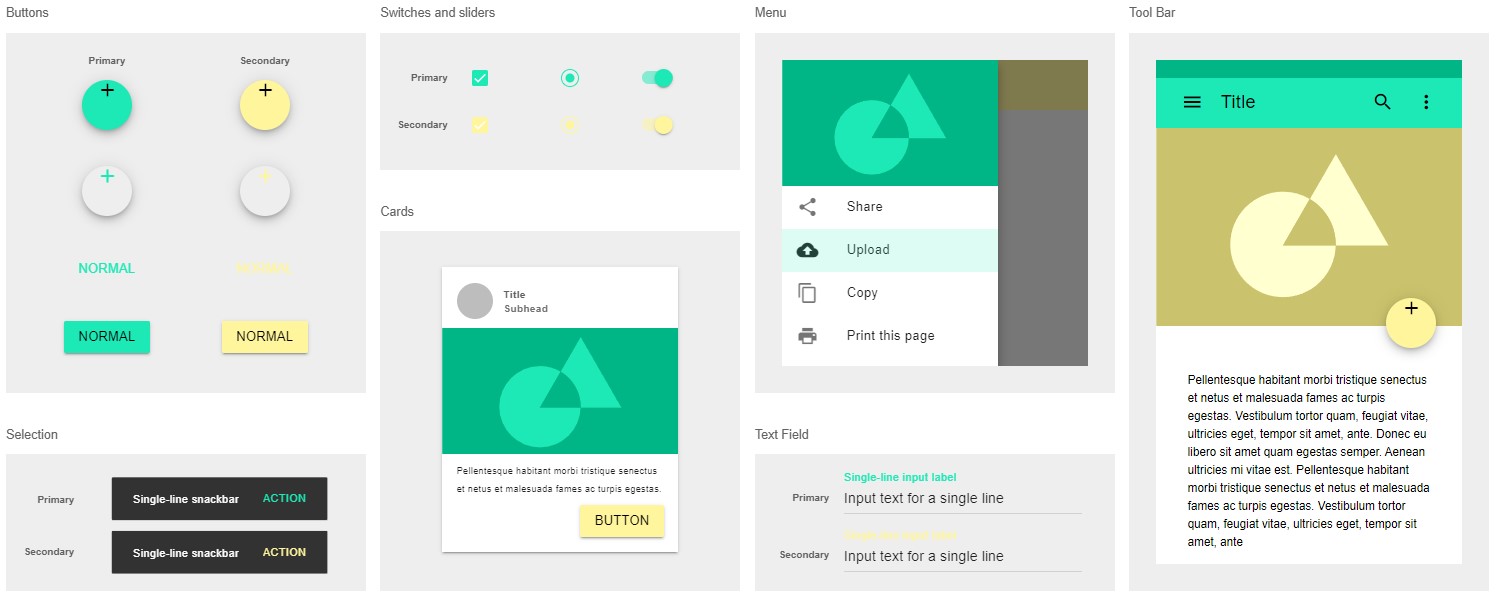 Buttons
Primary
Secondary
NORMAL
NORMAL
NORMAL
NORMAL
Selection
Primary
Single-line snackbar ACTION
Secondary
Single-line snackbar ACTION
Switches and sliders
Primary
Secondary
Cards
Title
Subhead
Pellentesque habitant morbi tristique senectus
et netus et malesuada fames ac turpis egestas.
BUTTON
Menu
Share
Upload
Copy
Print this page
Text Field
Single-line input label
Primary
Input text for a single line
Single-line input label
Secondary
Input text for a single line
Tool Bar
Title
Pellentesque habitant morbi tristique senectus
et netus et malesuada fames ac turpis
egestas. Vestibulum tortor quam, feugiat vitae,
ultricies eget, tempor sit amet, ante. Donec eu
libero sit amet quam egestas semper. Aenean
ultricies mi vitae est. Pellentesque habitant
morbi tristique senectus et netus et malesuada
fames ac turpis egestas. Vestibulum tortor
quam, feugiat vitae, ultricies eget, tempor sit
amet, ante